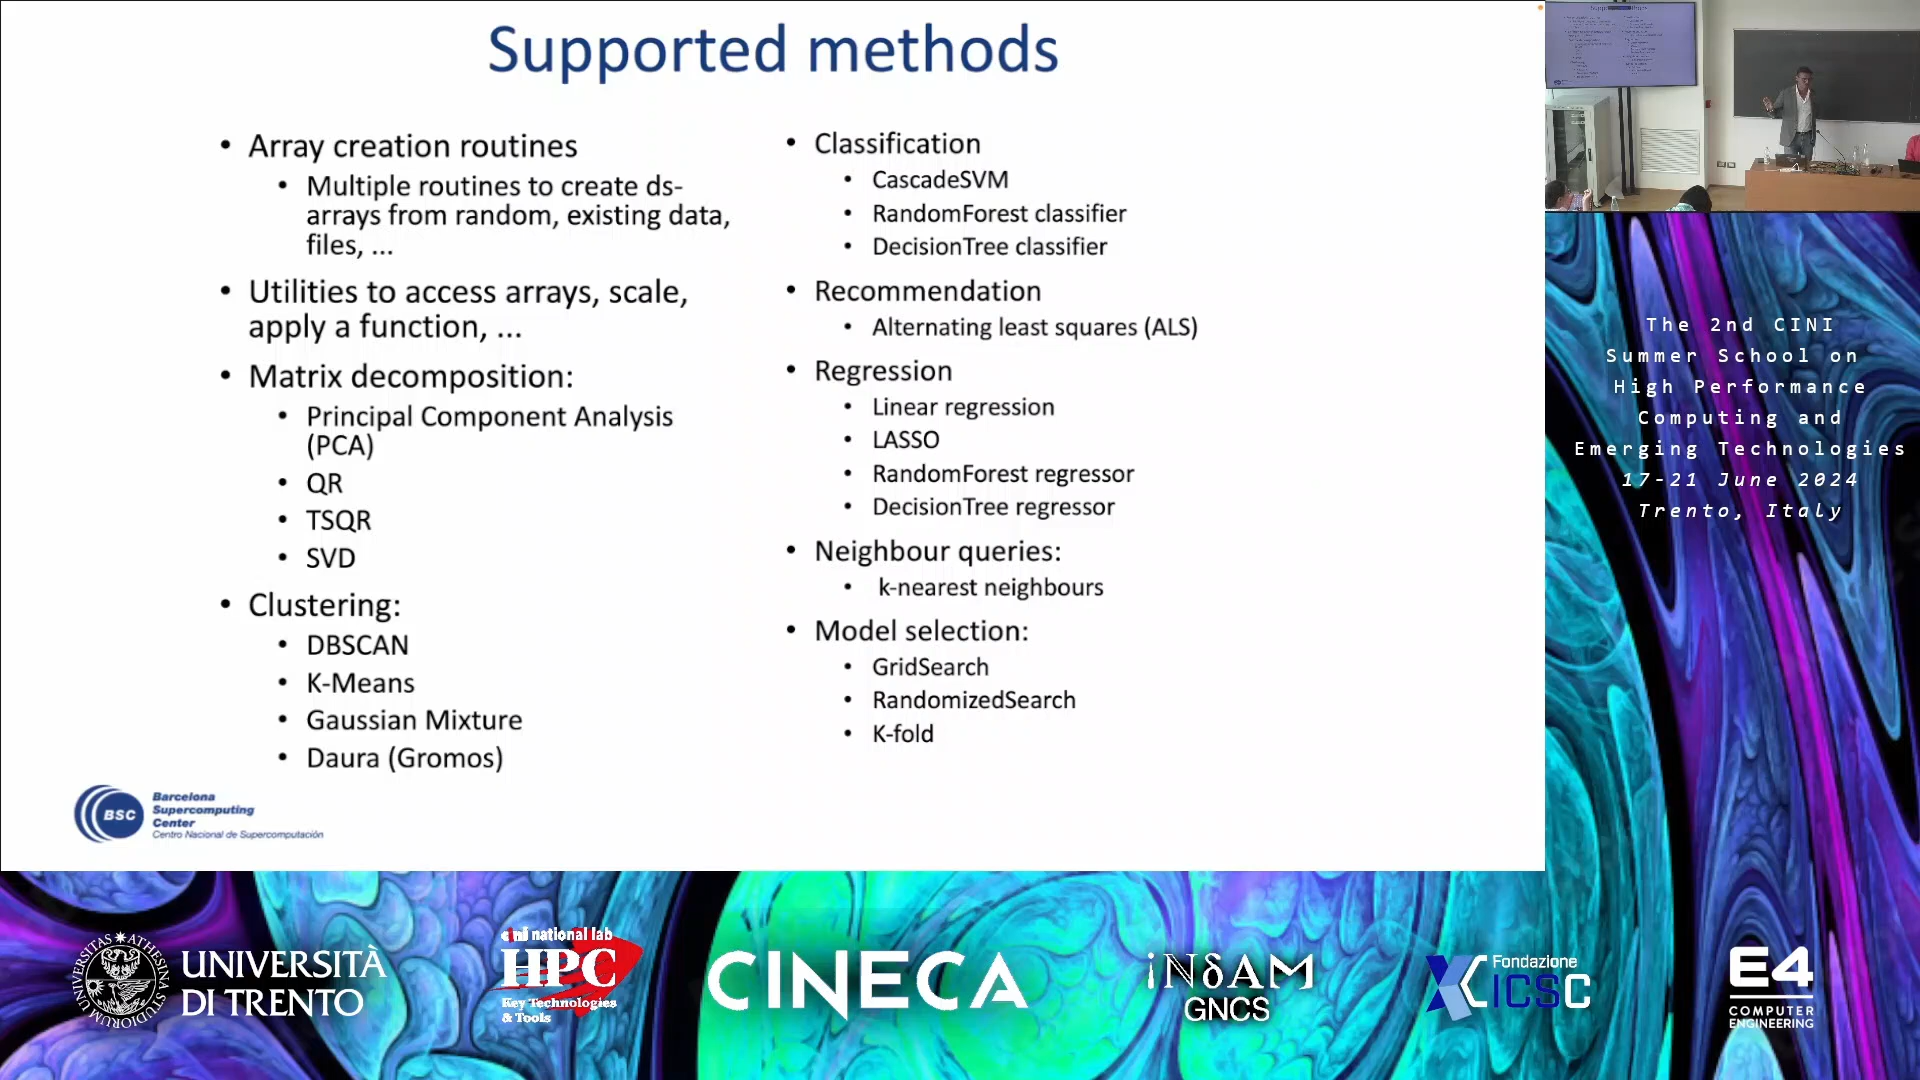 Supported methods
• Array creation routines
• Multiple routines to create ds-
arrays from random, existing data,
files, ...
• Utilities to access arrays, scale,
apply a function, ...
• Matrix decomposition:
• Principal Component Analysis
(PCA)
• QR
• TSQR
• SVD
• Clustering:
• DBSCAN
• K-Means
• Gaussian Mixture
• Daura (Gromos)
• Classification
• CascadeSVM
• RandomForest classifier
• DecisionTree classifier
• Recommendation
• Alternating least squares (ALS)
• Regression
• Linear regression
• LASSO
• RandomForest regressor
• DecisionTree regressor
• Neighbour queries:
• k-nearest neighbours
• Model selection:
• GridSearch
• RandomizedSearch
• K-fold
BSC
Barcelona
Supercomputing
Center
Centro Nacional de Supercomputación
The 2nd CINI
Summer School on
High Performance
Computing and
Emerging Technologies
17-21 June 2024
Trento, Italy
UNIVERSITÀ
DI TRENTO
cini national lab
HPC
Key Technologies
& Tools
CINECA
iNδAM
GNCS
Fondazione
ICSC
E4
COMPUTER
ENGINEERING